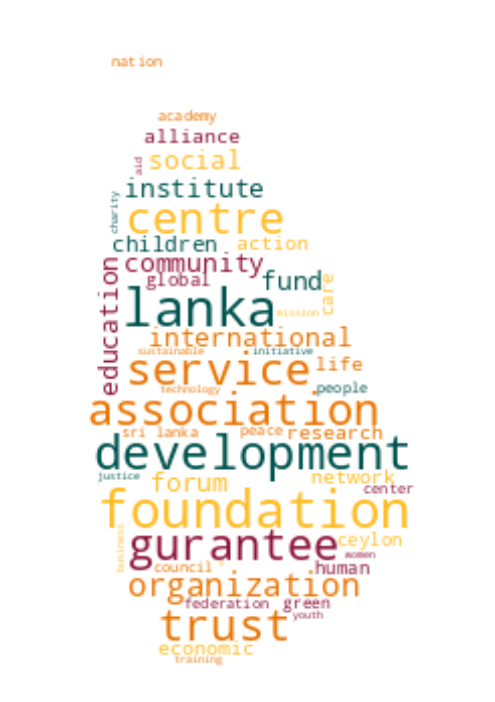 nation
academy
alliance
aid social
institute
charity centre
children action
community
global fund
education care
lanka mission
international
sustainable initiative
service life
technology people
association
sri lanka peace research
development
justice network
forum center
foundation
business gurantee ceylon
women
council human
organization
federation green
trust youth
economic
training